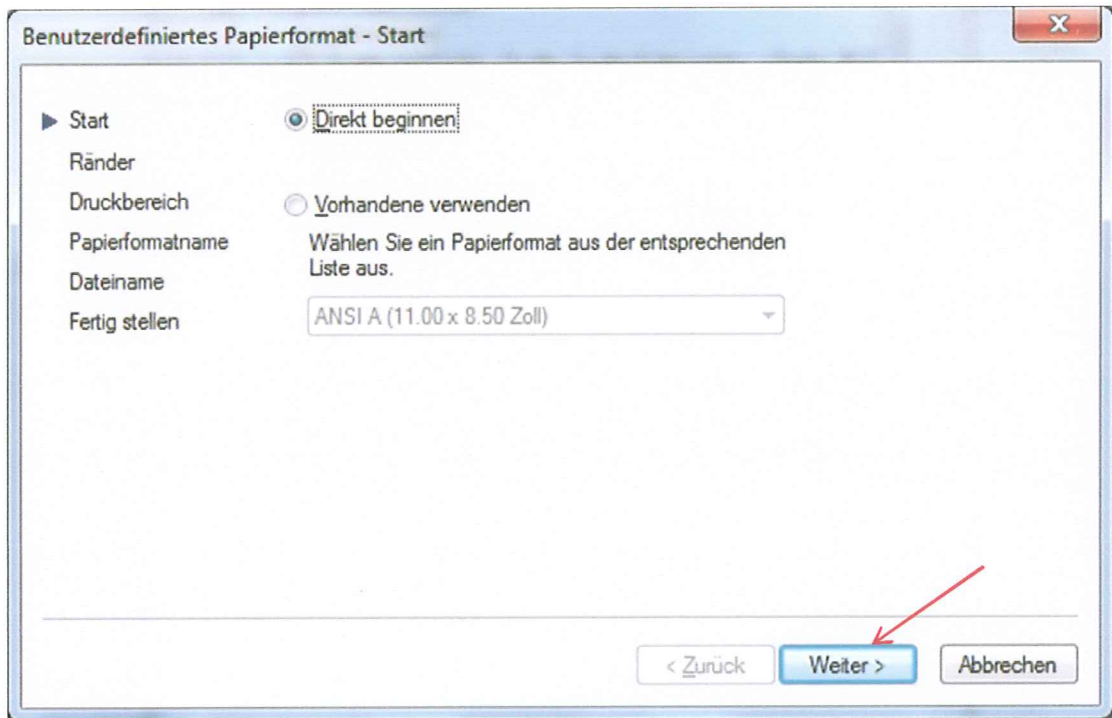 Benutzerdefiniertes Papierformat - Start
X
Start
Ränder
Druckbereich
Papierformatname
Dateiname
Fertig stellen
Direkt beginnen
Vorhandene verwenden
Wählen Sie ein Papierformat aus der entsprechenden
Liste aus.
ANSI A (11.00 x 8.50 Zoll)
< Zurück
Weiter >
Abbrechen